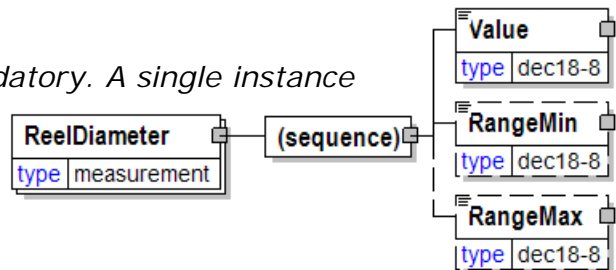 datory. A single instance
ReelDiameter
type measurement
(sequence)
Value
type dec18-8
RangeMin
type dec18-8
RangeMax
type dec18-8